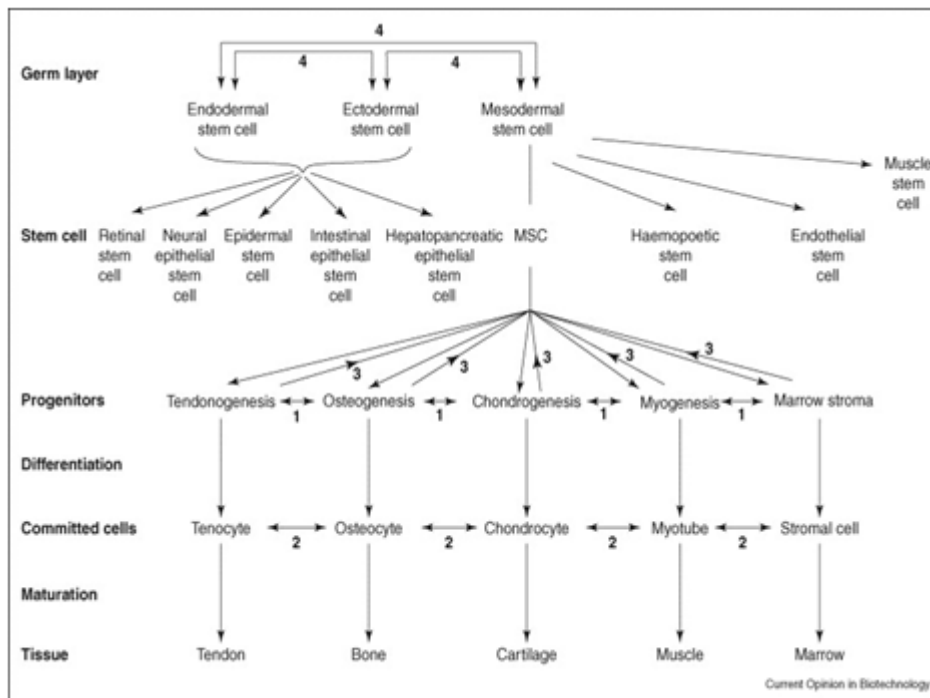 4
4
4
Germ layer
Endodermal
stem cell
Ectodermal
stem cell
Mesodermal
stem cell
Muscle
stem
cell
Stem cell
Retinal
stem
cell
Neural
epithelial
stem
cell
Epidermal
stem
cell
Intestinal
epithelial
stem
cell
Hepatopancreatic
epithelial
stem
cell
MSC
Haemopoetic
stem
cell
Endothelial
stem
cell
3
3
3
3
3
Progenitors
Tendonogenesis
1
Osteogenesis
1
Chondrogenesis
1
Myogenesis
1
Marrow stroma
Differentiation
Committed cells
Tenocyte
2
Osteocyte
2
Chondrocyte
2
Myotube
2
Stromal cell
Maturation
Tissue
Tendon
Bone
Cartilage
Muscle
Marrow
Current Opinion in Biotechnology